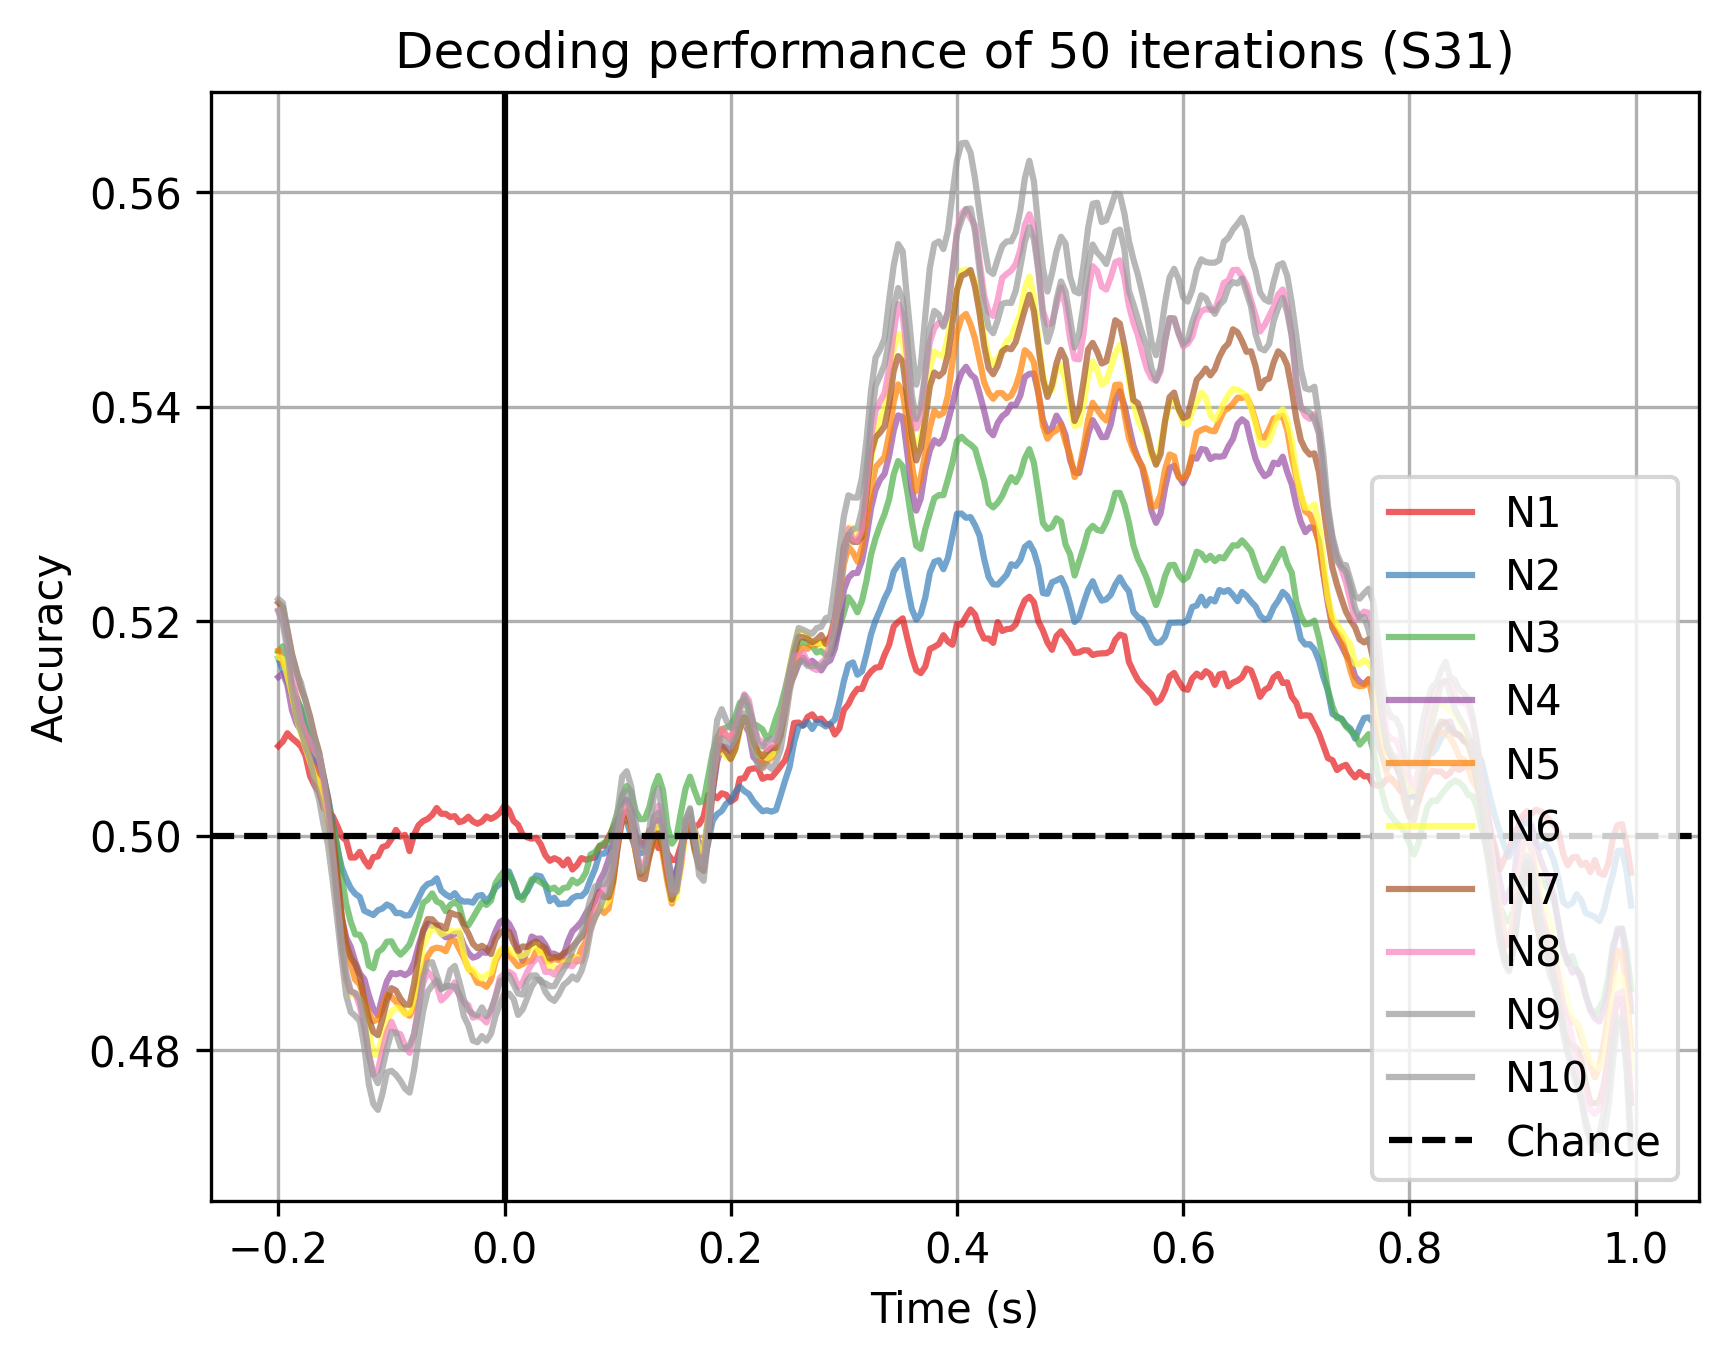 Decoding performance of 50 iterations (S31)
Accuracy
0.56
0.54
0.52
0.50
0.48
N1
N2
N3
N4
N5
N6
N7
N8
N9
N10
Chance
−0.2 0.0 0.2 0.4 0.6 0.8 1.0
Time (s)